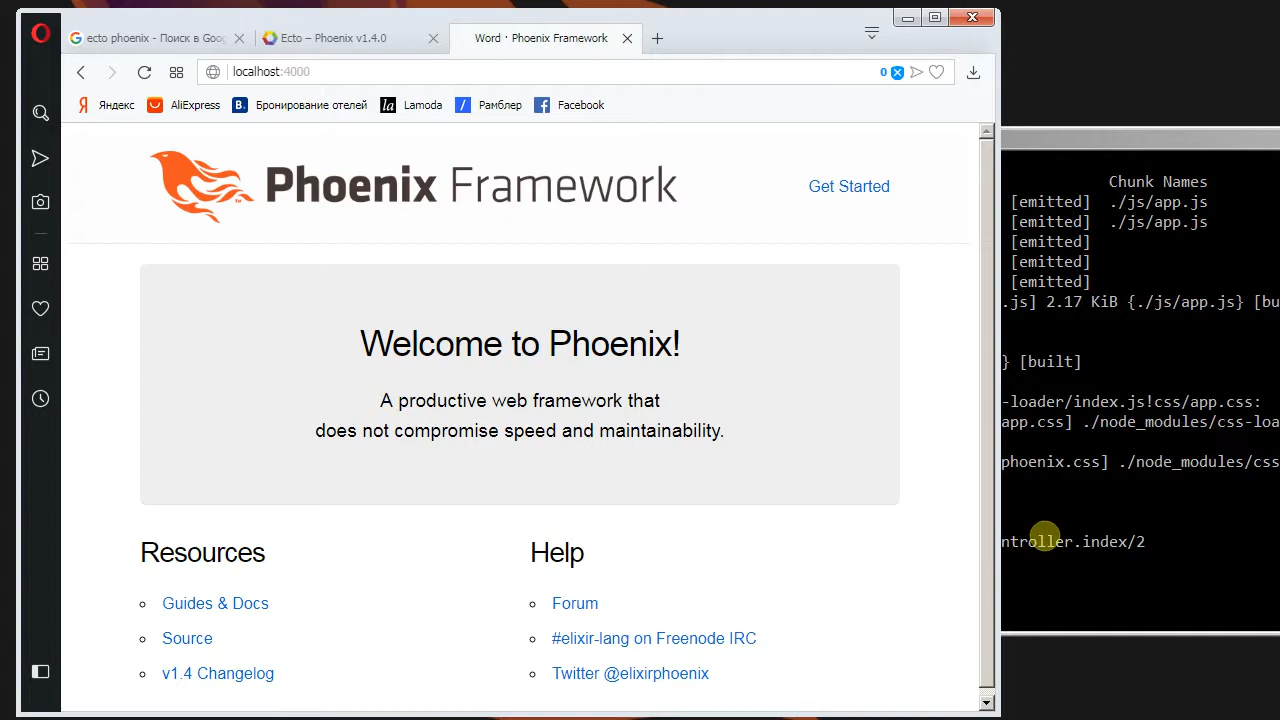 ecto phoenix - Поиск в Goog
Ecto – Phoenix v1.4.0
Word · Phoenix Framework
localhost:4000
0
Яндекс
AliExpress
B. Бронирование отелей
la Lamoda
/ Рамблер
Facebook
Phoenix Framework
Get Started
Welcome to Phoenix!
A productive web framework that
does not compromise speed and maintainability.
Resources
Guides & Docs
Source
v1.4 Changelog
Help
Forum
#elixir-lang on Freenode IRC
Twitter @elixirphoenix
Chunk Names
[emitted] ./js/app.js
[emitted] ./js/app.js
[emitted]
[emitted]
[emitted]
.js] 2.17 KiB {./js/app.js} [bu
} [built]
-loader/index.js!css/app.css:
app.css] ./node_modules/css-loa
phoenix.css] ./node_modules/css
ntroller.index/2